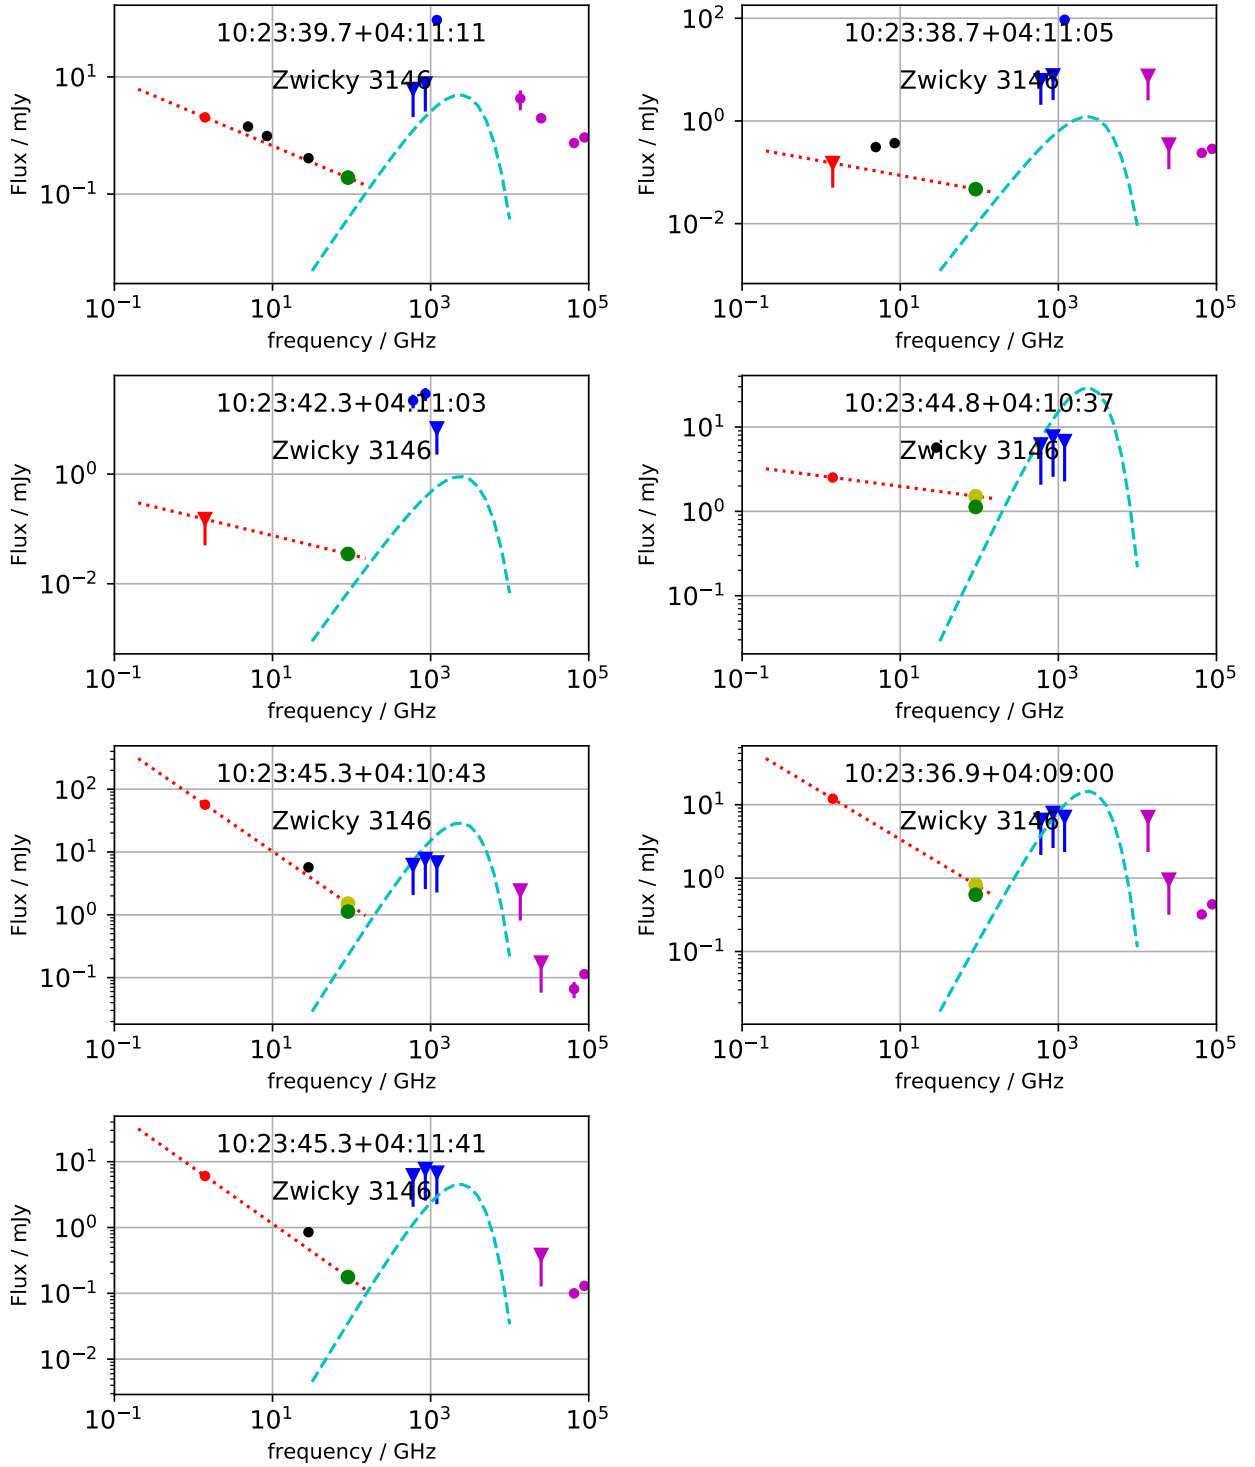 10:23:39.7+04:11:11
Zwicky 3146
Flux / mJy
10^1
10^-1
10^-1 10^1 10^3 10^5
frequency / GHz
10:23:38.7+04:11:05
Zwicky 3146
Flux / mJy
10^2
10^0
10^-2
10^-1 10^1 10^3 10^5
frequency / GHz
10:23:42.3+04:11:03
Zwicky 3146
Flux / mJy
10^0
10^-2
10^-1 10^1 10^3 10^5
frequency / GHz
10:23:44.8+04:10:37
Zwicky 3146
Flux / mJy
10^1
10^0
10^-1
10^-1 10^1 10^3 10^5
frequency / GHz
10:23:45.3+04:10:43
Zwicky 3146
Flux / mJy
10^2
10^1
10^0
10^-1
10^-1 10^1 10^3 10^5
frequency / GHz
10:23:36.9+04:09:00
Zwicky 3146
Flux / mJy
10^1
10^0
10^-1
10^-1 10^1 10^3 10^5
frequency / GHz
10:23:45.3+04:11:41
Zwicky 3146
Flux / mJy
10^1
10^0
10^-1
10^-2
10^-1 10^1 10^3 10^5
frequency / GHz